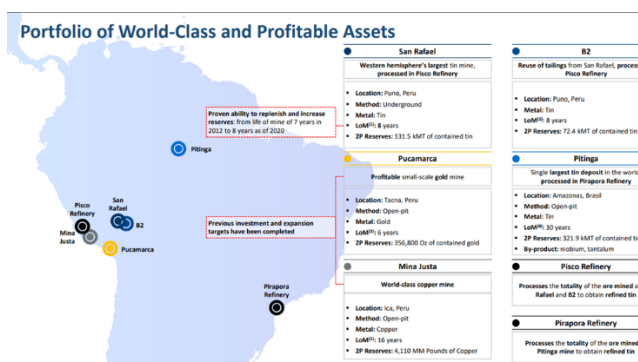 Portfolio of World-Class and Profitable Assets
Proven ability to replenish and increase
reserves: from life of mine of 7 years in
2012 to 8 years as of 2020
Previous investment and expansion
targets have been completed
Pitinga
Pisco
Refinery
San
Rafael
B2
Mina
Justa
Pucamarca
Pirapora
Refinery
San Rafael
Western hemisphere's largest tin mine,
processed in Pisco Refinery
• Location: Puno, Peru
• Method: Underground
• Metal: Tin
• LoM(1): 8 years
• 2P Reserves: 131.5 kMT of contained tin
Pucamarca
Profitable small-scale gold mine
• Location: Tacna, Peru
• Method: Open-pit
• Metal: Gold
• LoM(3): 6 years
• 2P Reserves: 356,800 Oz of contained gold
Mina Justa
World-class copper mine
• Location: Ica, Peru
• Method: Open-pit
• Metal: Copper
• LoM(5): 16 years
• 2P Reserves: 4,110 MM Pounds of Copper
B2
Reuse of tailings from San Rafael, process
Pisco Refinery
• Location: Puno, Peru
• Metal: Tin
• LoM(2): 8 years
• 2P Reserves: 72.4 kMT of contained tin
Pitinga
Single largest tin deposit in the world
processed in Pirapora Refinery
• Location: Amazonas, Brasil
• Method: Open-pit
• Metal: Tin
• LoM(4): 30 years
• 2P Reserves: 321.9 kMT of contained ti
• By-product: niobium, tantalum
Pisco Refinery
Processes the totality of the ore mined a
Rafael and B2 to obtain refined tin
Pirapora Refinery
Processes the totality of the ore mined
Pitinga mine to obtain refined tin